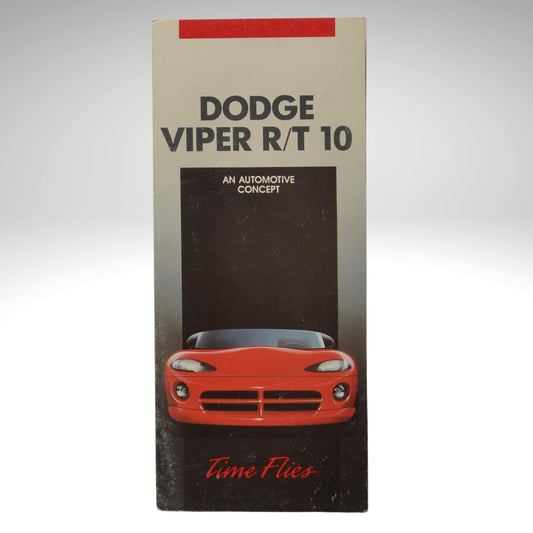 DODGE
VIPER R/T 10
AN AUTOMOTIVE
CONCEPT
Time Flies